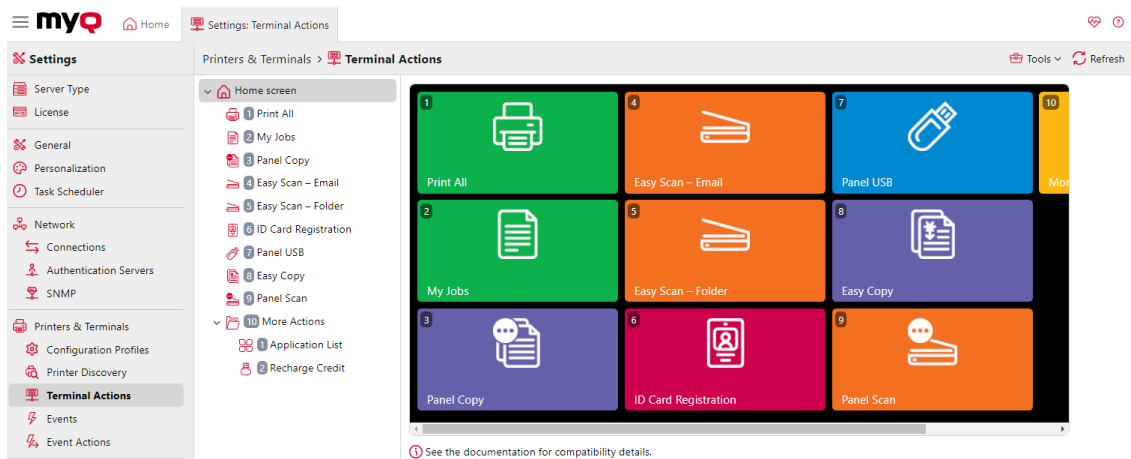 myQ Home Settings: Terminal Actions
Settings
Server Type
License
General
Personalization
Task Scheduler
Network
Connections
Authentication Servers
SNMP
Printers & Terminals
Configuration Profiles
Printer Discovery
Terminal Actions
Events
Event Actions
Printers & Terminals > Terminal Actions Tools Refresh
Home screen
1 Print All
2 My Jobs
3 Panel Copy
4 Easy Scan – Email
5 Easy Scan – Folder
6 ID Card Registration
7 Panel USB
8 Easy Copy
9 Panel Scan
10 More Actions
1 Application List
2 Recharge Credit
1 4 7 10
Print All Easy Scan – Email Panel USB Mor
2 5 8
My Jobs Easy Scan – Folder Easy Copy
3 6 9
Panel Copy ID Card Registration Panel Scan
See the documentation for compatibility details.